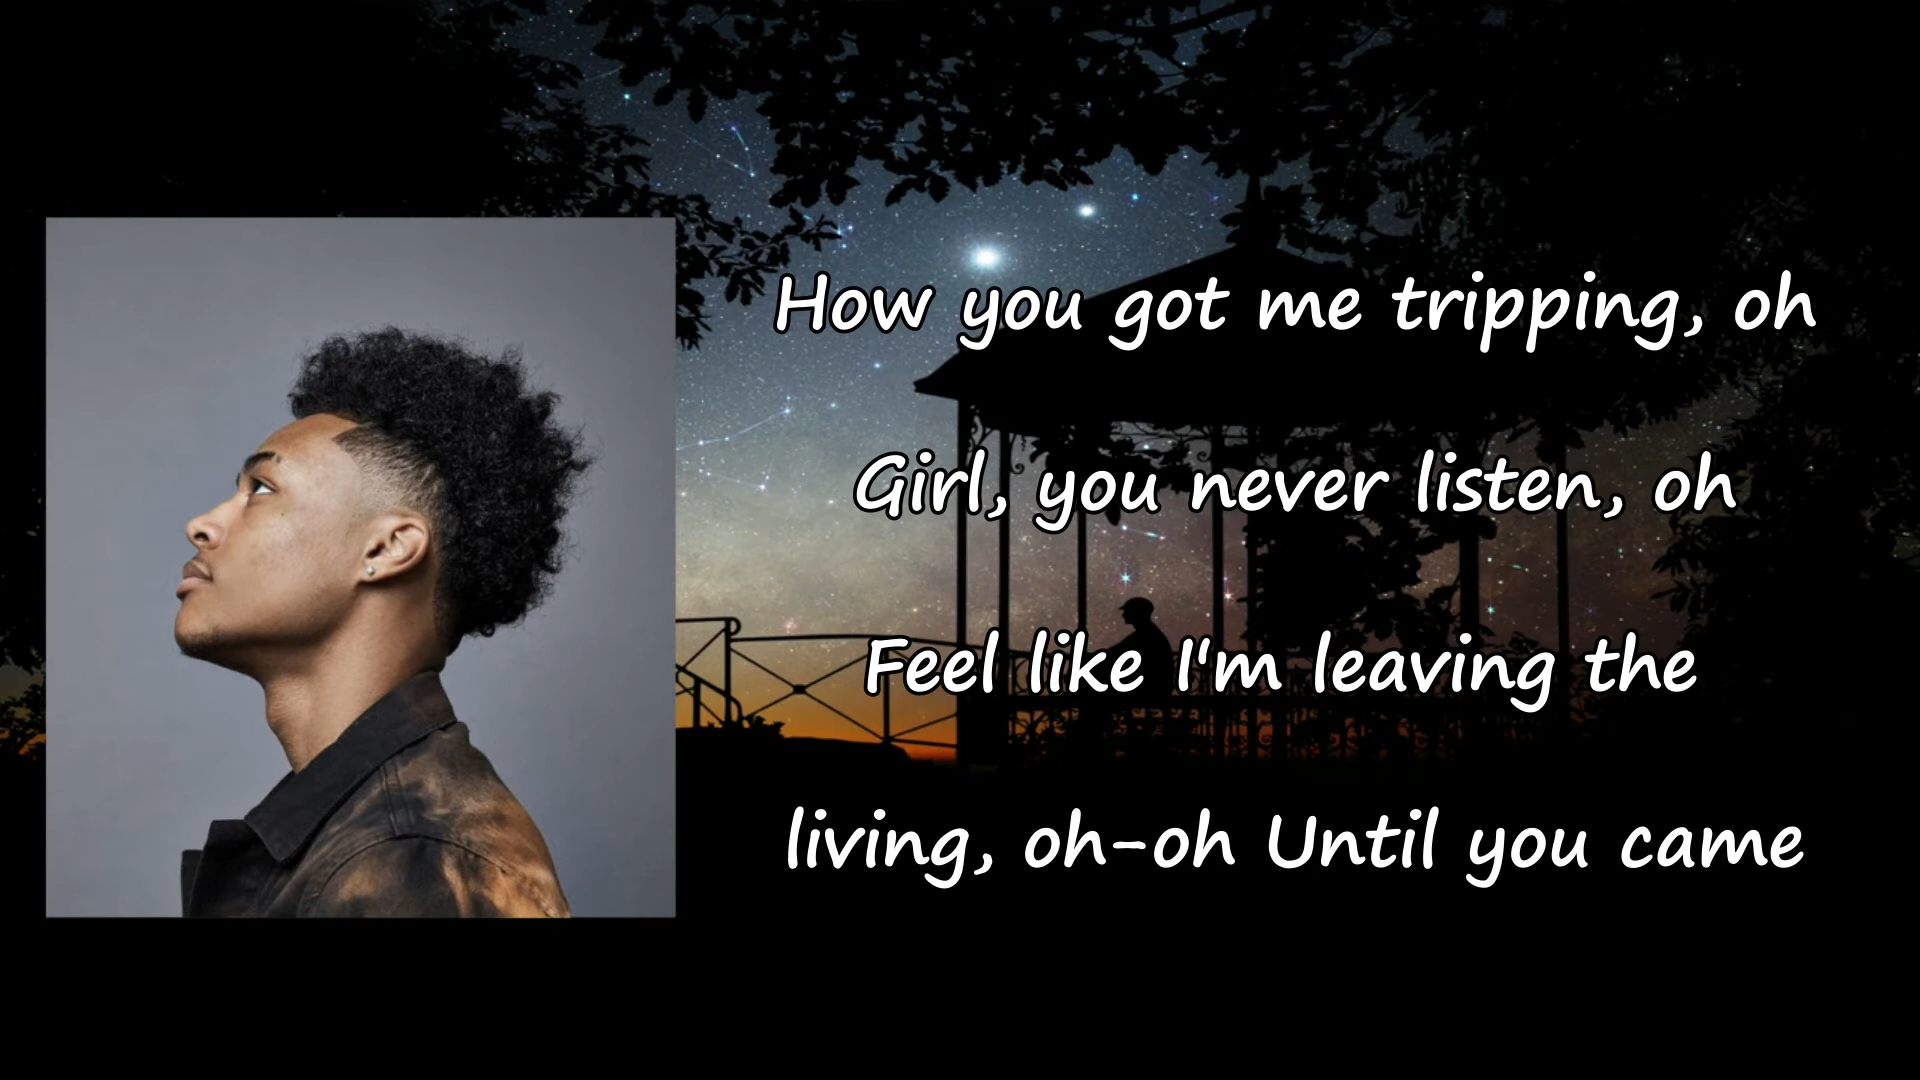 How you got me tripping, oh
Girl, you never listen, oh
Feel like I'm leaving the
living, oh-oh Until you came